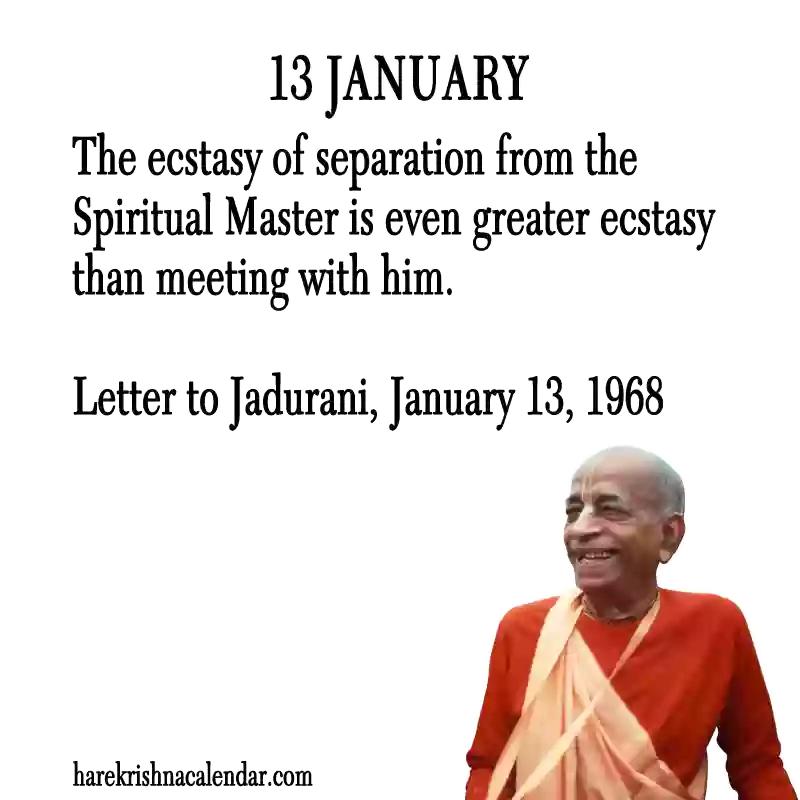 13 JANUARY
The ecstasy of separation from the
Spiritual Master is even greater ecstasy
than meeting with him.
Letter to Jadurani, January 13, 1968
harekrishnacalendar.com